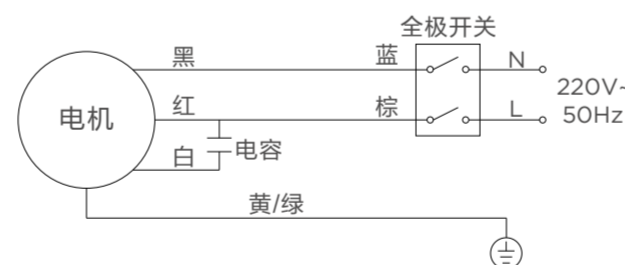 全极开关
黑 蓝 N
220V~
电机 红 棕 L 50Hz
白 电容
黄/绿